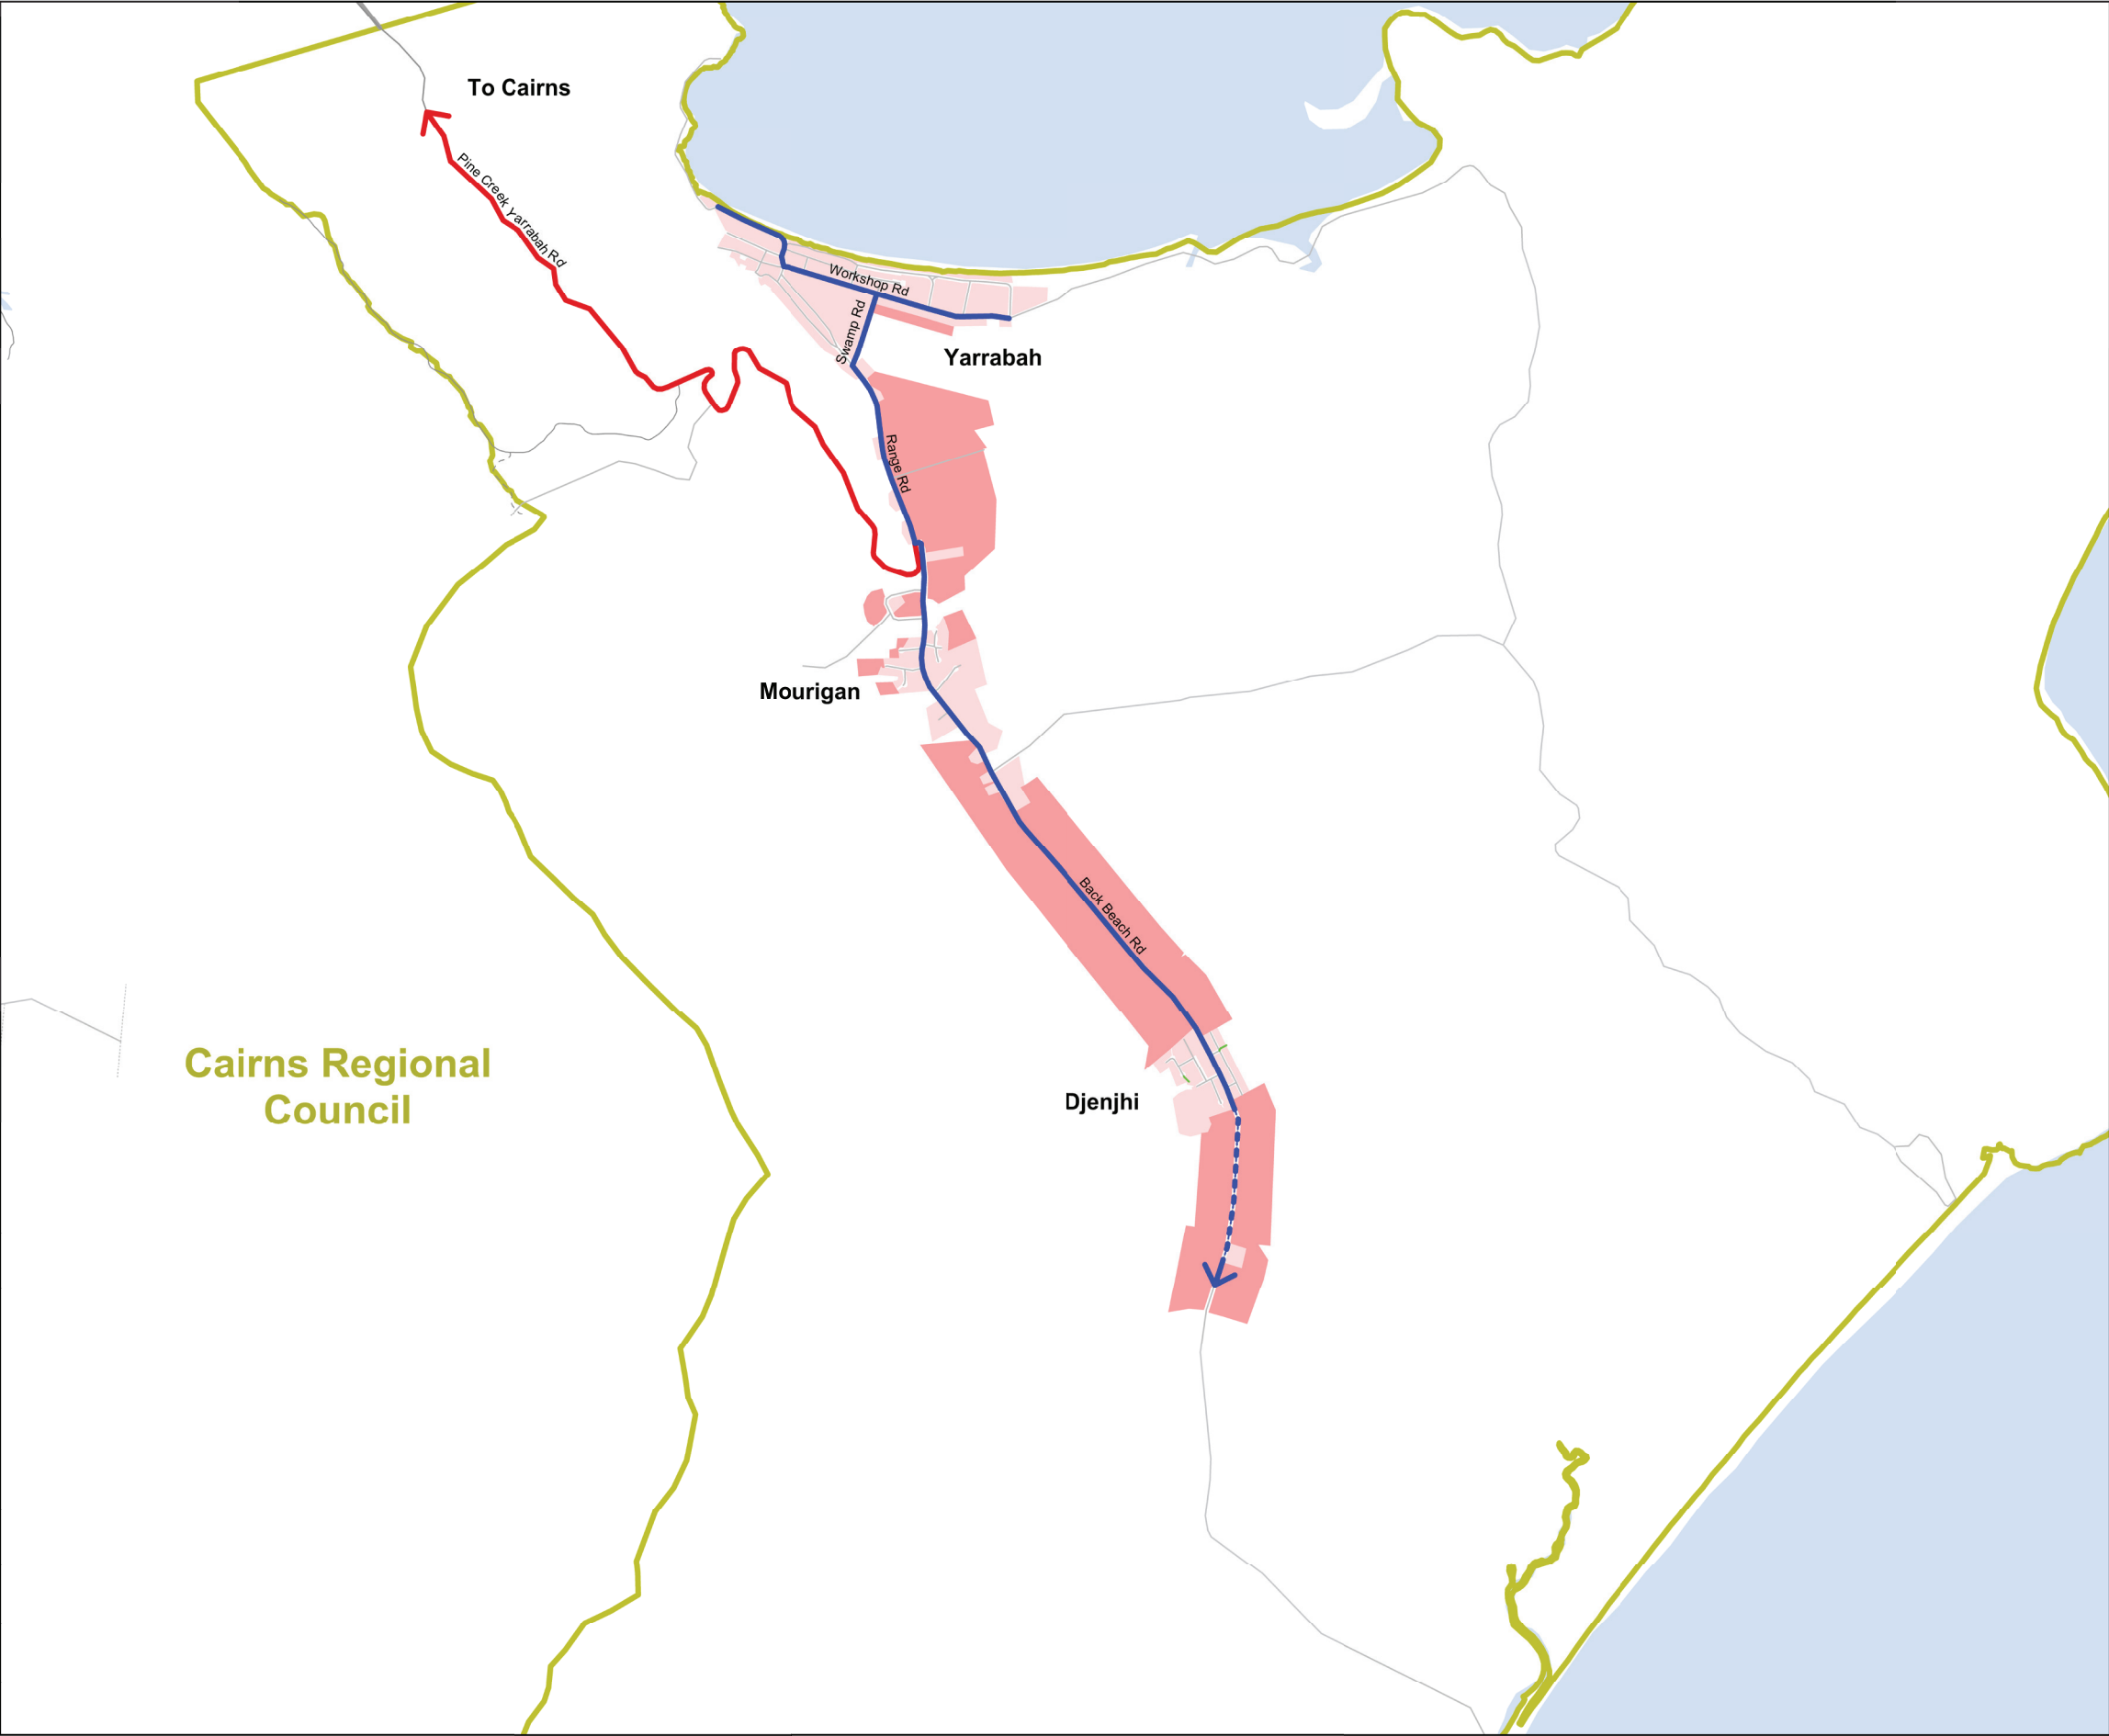 To Cairns
Pine Creek Yarrabah Rd
Workshop Rd
Swamp Rd
Yarrabah
Range Rd
Mourigan
Back Beach Rd
Cairns Regional
Council
Djenjhi